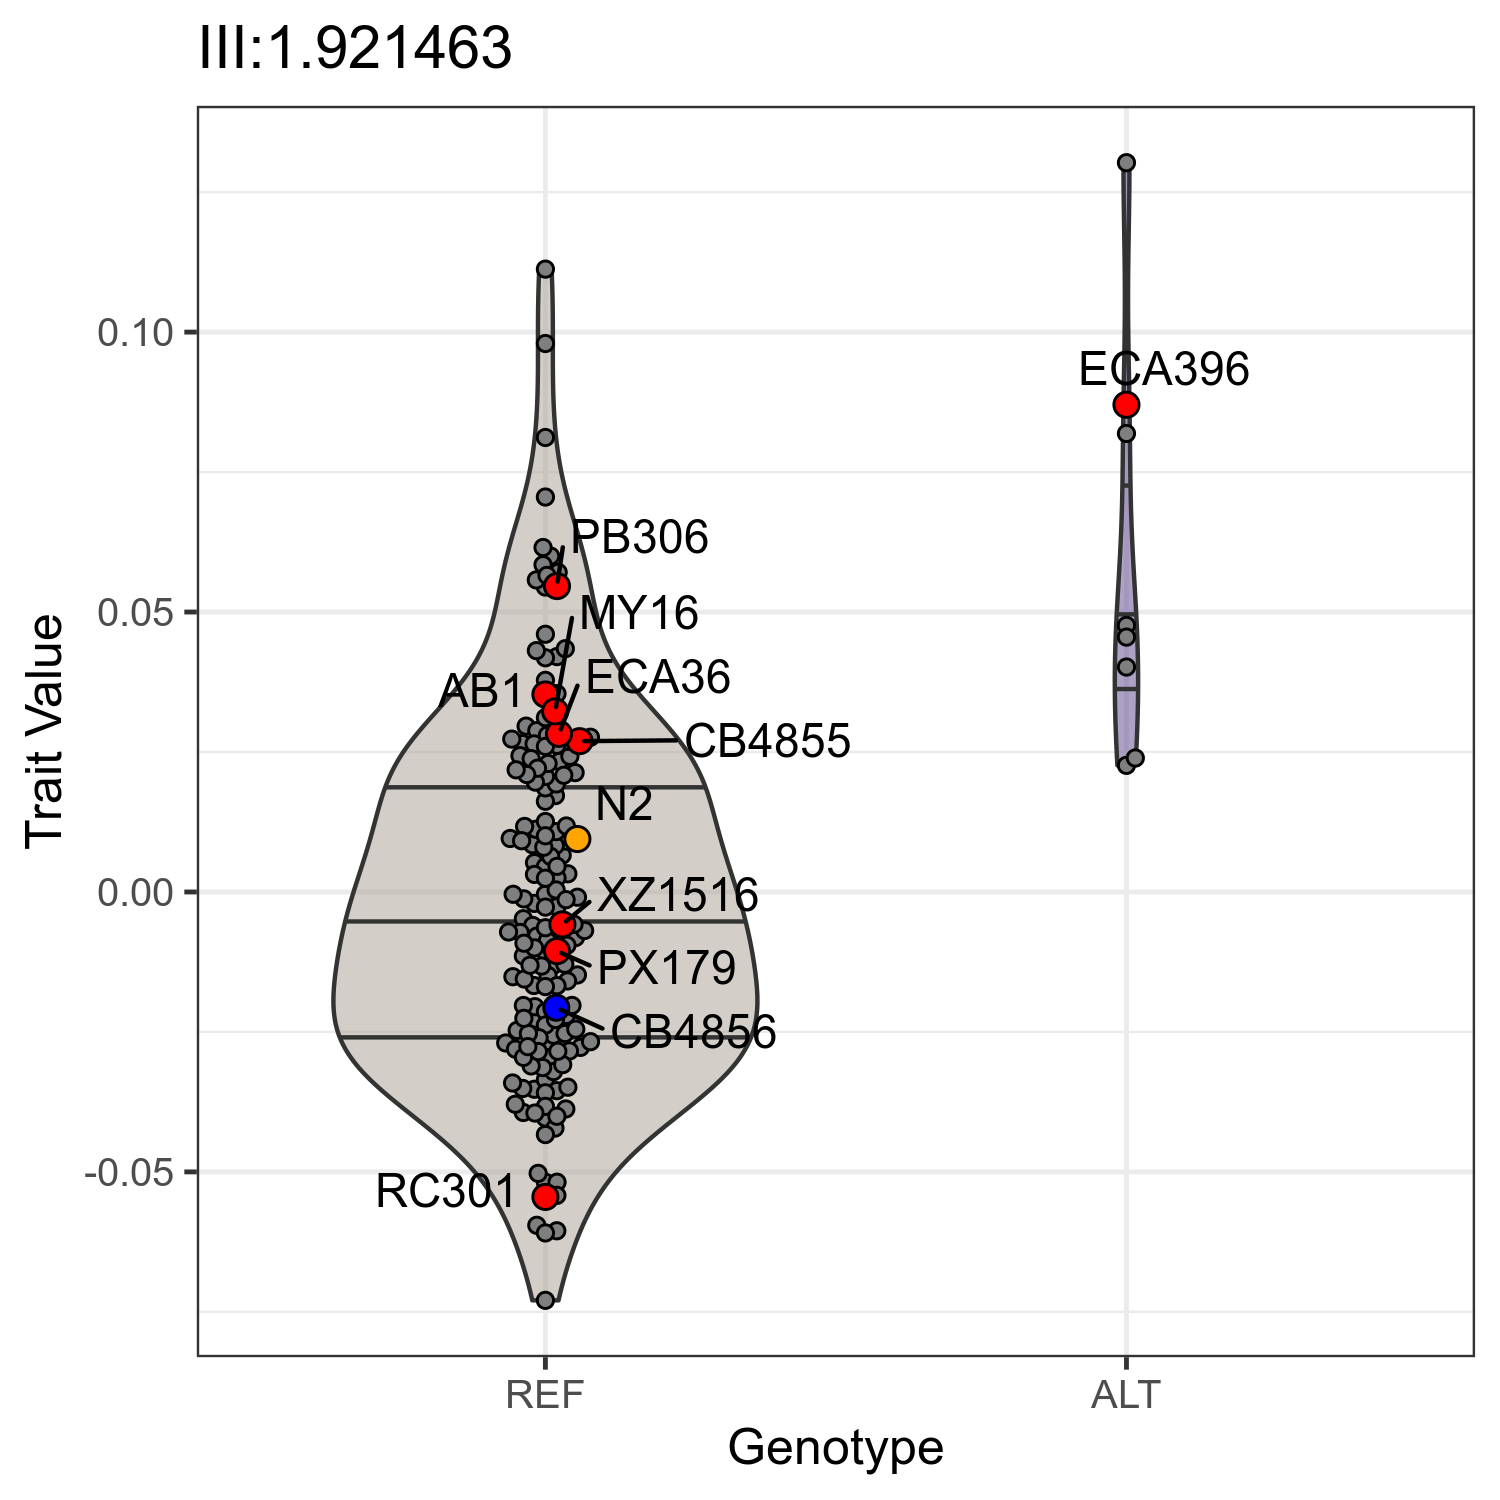 III:1.921463
0.10
ECA396
PB306
0.05
MY16
ECA36
AB1
CB4855
N2
0.00
XZ1516
PX179
CB4856
-0.05
RC301
Trait Value
REF
ALT
Genotype